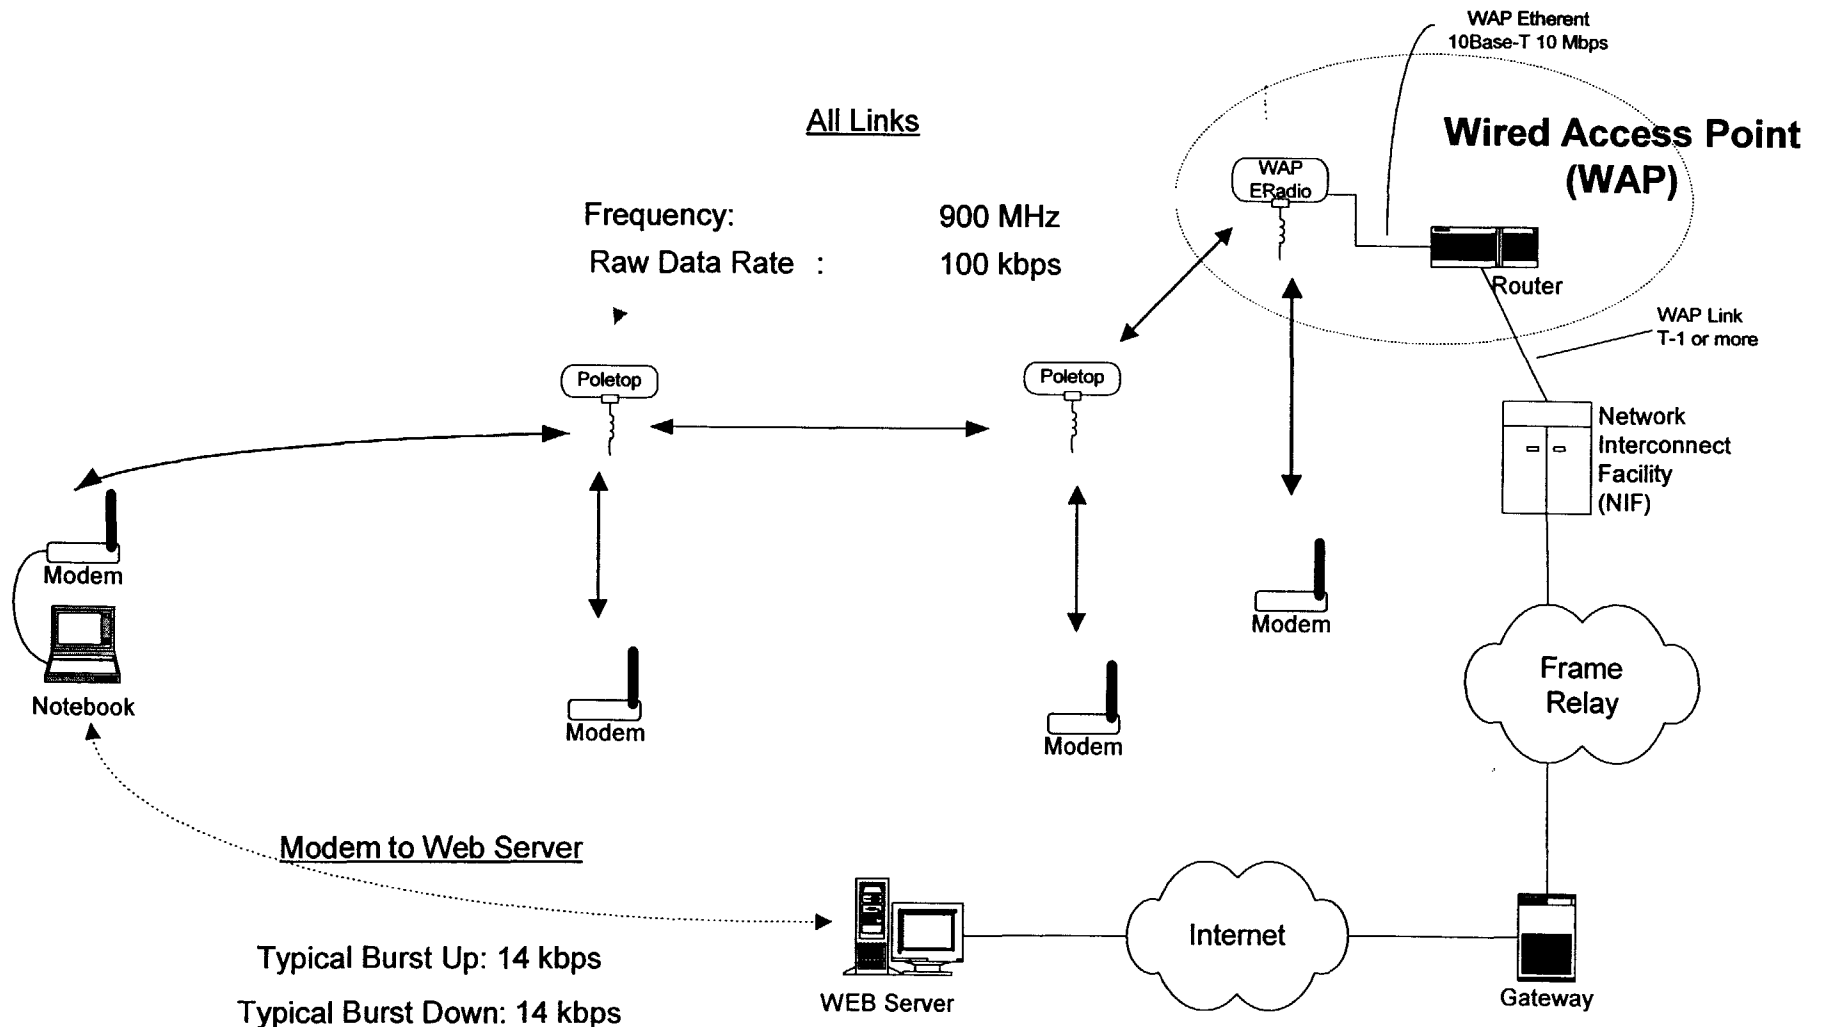 WAP Etherent
10Base-T 10 Mbps
All Links
Wired Access Point
(WAP)
WAP
ERadio
Frequency: 900 MHz
Raw Data Rate : 100 kbps
Router
WAP Link
T-1 or more
Poletop
Poletop
Network
Interconnect
Facility
(NIF)
Modem
Modem
Frame
Relay
Notebook
Modem
Modem
Modem to Web Server
Internet
Typical Burst Up: 14 kbps
WEB Server
Gateway
Typical Burst Down: 14 kbps